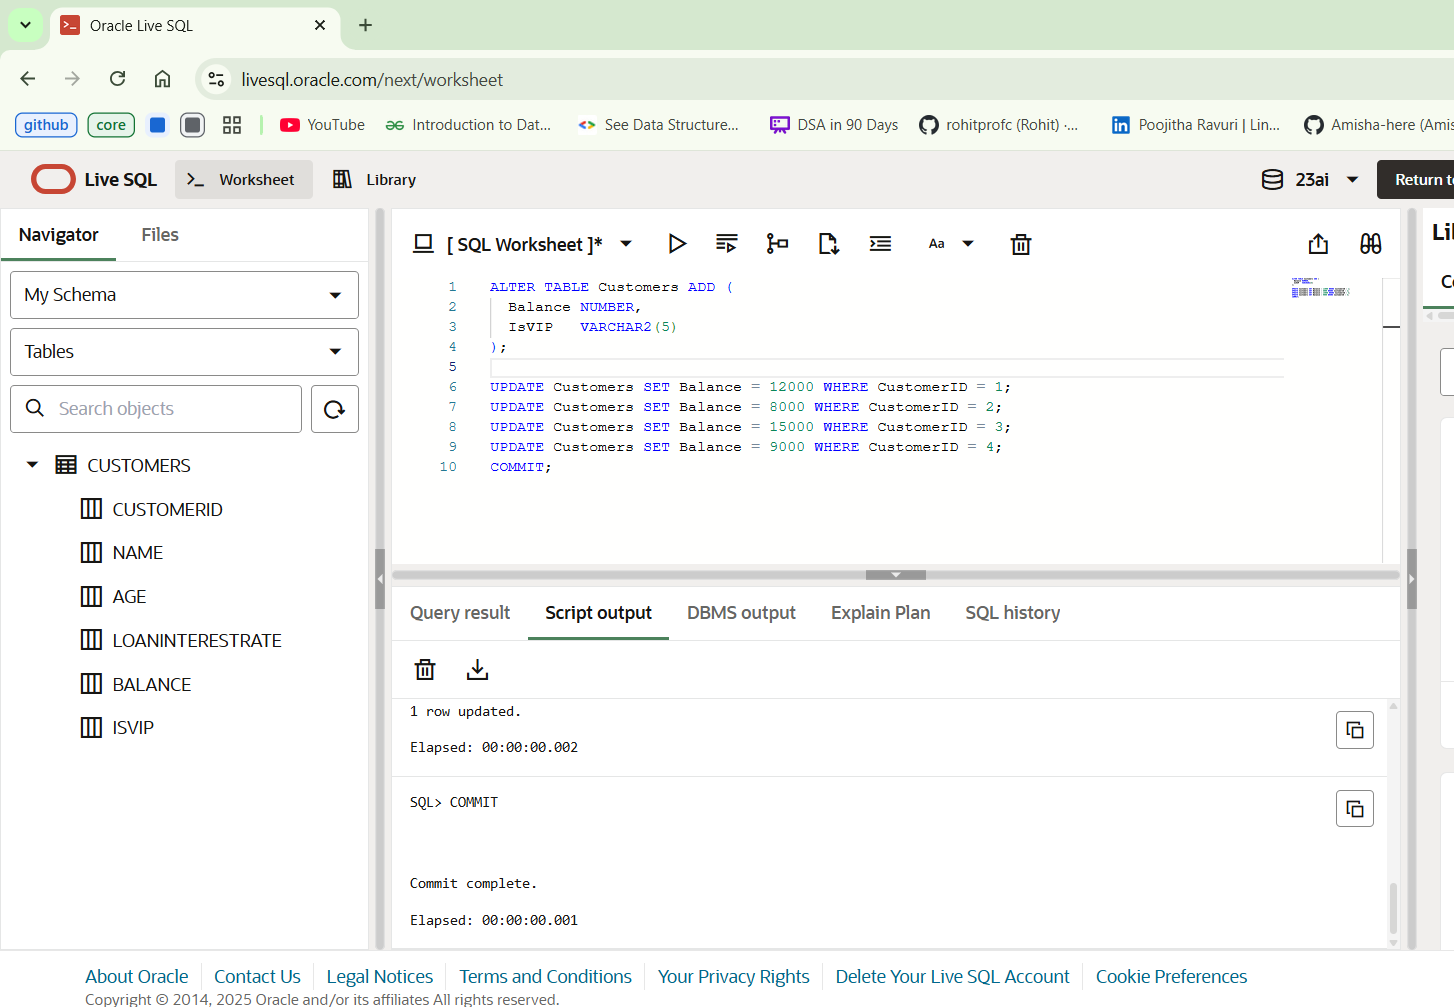 Oracle Live SQL
livesql.oracle.com/next/worksheet
github core YouTube Introduction to Dat... See Data Structure... DSA in 90 Days rohitprofc (Rohit) ·... Poojitha Ravuri | Lin... Amisha-here (Amis
Live SQL Worksheet Library 23ai Return t
Navigator Files
My Schema
Tables
Search objects
CUSTOMERS
CUSTOMERID
NAME
AGE
LOANINTERESTRATE
BALANCE
ISVIP
[ SQL Worksheet ]* Aa
1 ALTER TABLE Customers ADD (
2 Balance NUMBER,
3 IsVIP VARCHAR2(5)
4 );
5
6 UPDATE Customers SET Balance = 12000 WHERE CustomerID = 1;
7 UPDATE Customers SET Balance = 8000 WHERE CustomerID = 2;
8 UPDATE Customers SET Balance = 15000 WHERE CustomerID = 3;
9 UPDATE Customers SET Balance = 9000 WHERE CustomerID = 4;
10 COMMIT;
Query result Script output DBMS output Explain Plan SQL history
1 row updated.
Elapsed: 00:00:00.002
SQL> COMMIT
Commit complete.
Elapsed: 00:00:00.001
About Oracle Contact Us Legal Notices Terms and Conditions Your Privacy Rights Delete Your Live SQL Account Cookie Preferences
Copyright © 2014, 2025 Oracle and/or its affiliates All rights reserved.